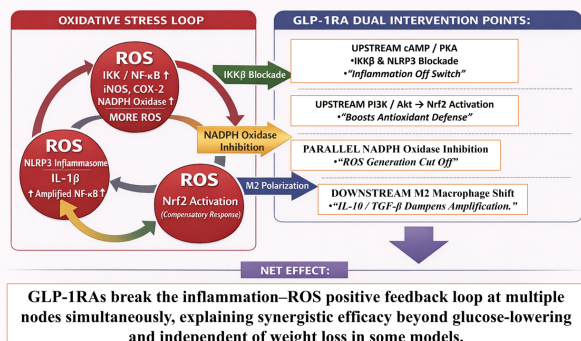 OXIDATIVE STRESS LOOP
ROS
IKK / NF-κB ↑
iNOS, COX-2
NADPH Oxidase ↑
MORE ROS
ROS
NLRP3 Inflammasome
IL-1β
↑ Amplified NF-κB ↑
ROS
Nrf2 Activation
(Compensatory Response)
IKKβ Blockade
NADPH Oxidase
Inhibition
M2 Polarization
GLP-1RA DUAL INTERVENTION POINTS:
UPSTREAM cAMP / PKA
•IKKβ & NLRP3 Blockade
•"Inflammation Off Switch"
UPSTREAM PI3K / Akt → Nrf2 Activation
•"Boosts Antioxidant Defense"
PARALLEL NADPH Oxidase Inhibition
•"ROS Generation Cut Off"
DOWNSTREAM M2 Macrophage Shift
•"IL-10 / TGF-β Dampens Amplification."
NET EFFECT:
GLP-1RAs break the inflammation–ROS positive feedback loop at multiple
nodes simultaneously, explaining synergistic efficacy beyond glucose-lowering
and independent of weight loss in some models.